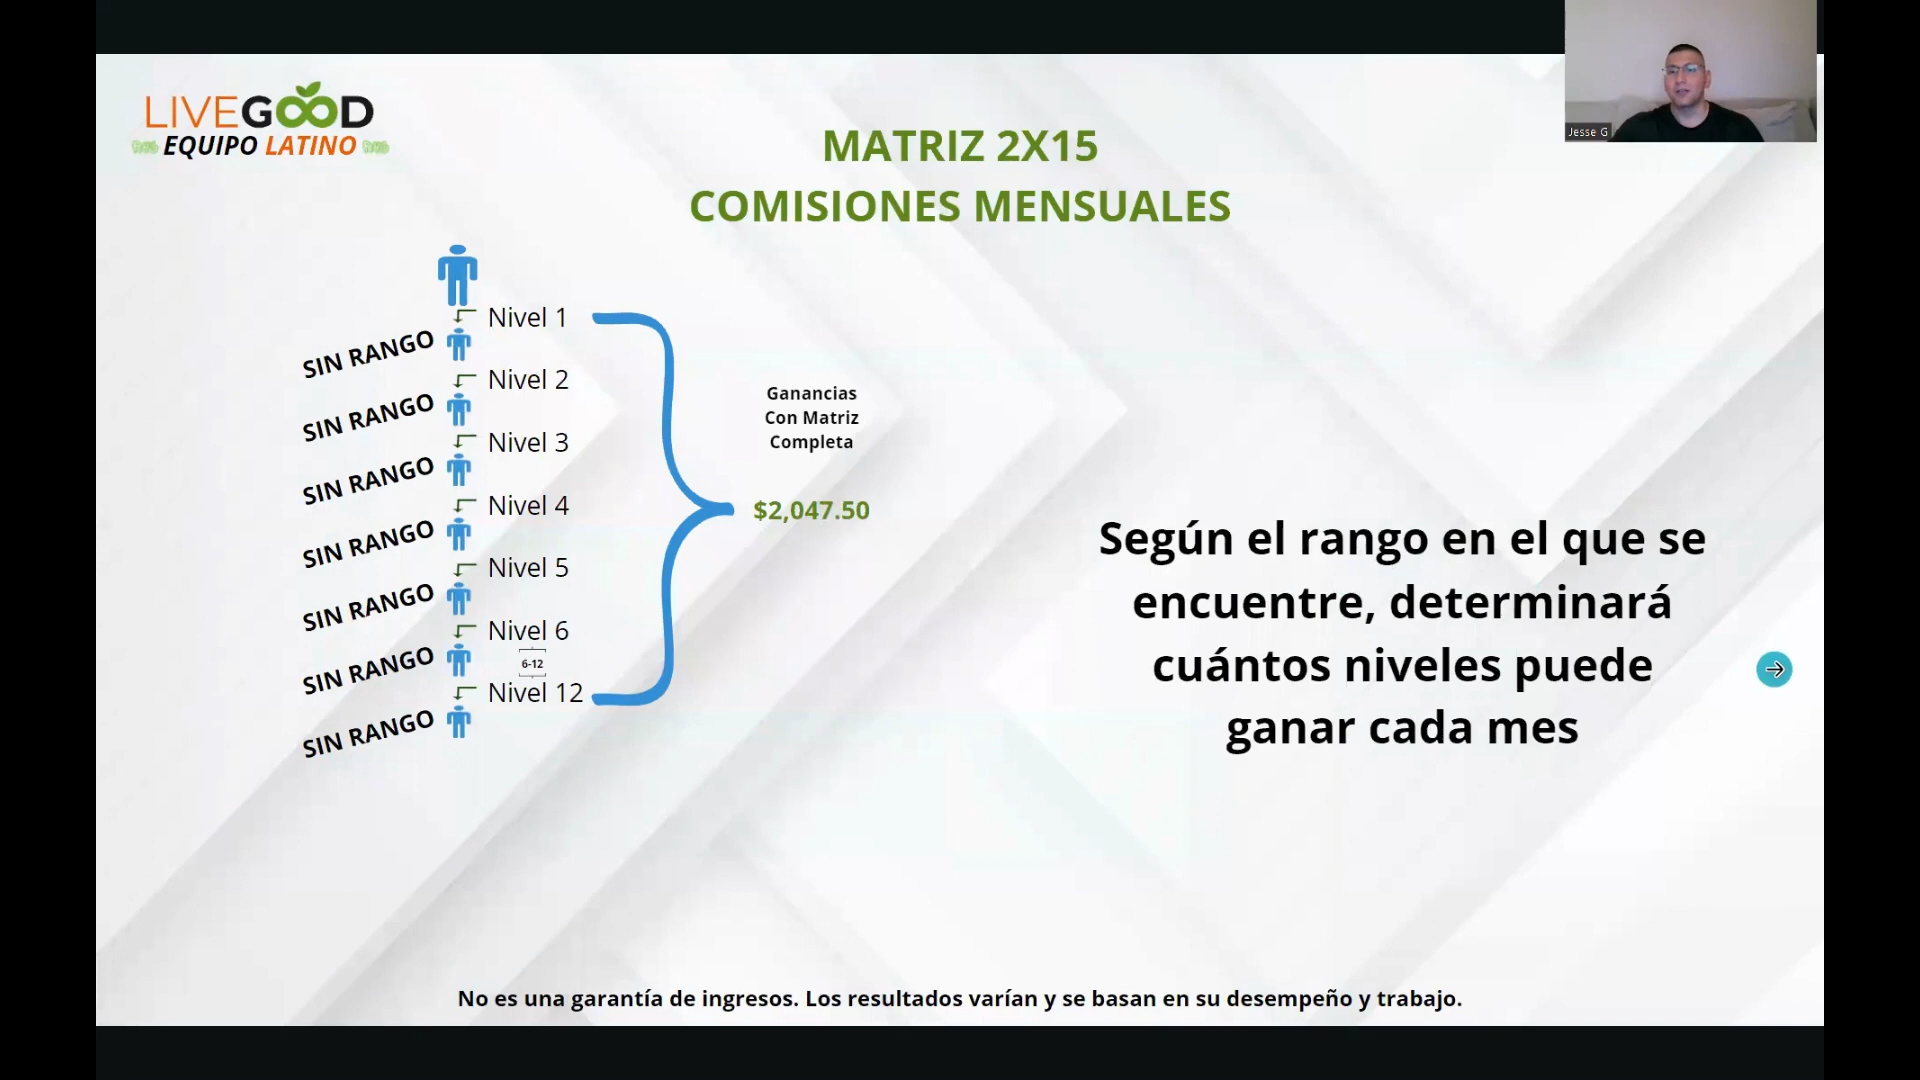 LIVEGOOD
EQUIPO LATINO
Jesse G
MATRIZ 2X15
COMISIONES MENSUALES
Nivel 1
SIN RANGO
Nivel 2
SIN RANGO
Nivel 3
SIN RANGO
Nivel 4
SIN RANGO
Nivel 5
SIN RANGO
Nivel 6
6-12
SIN RANGO
Nivel 12
SIN RANGO
Ganancias
Con Matriz
Completa
$2,047.50
Según el rango en el que se
encuentre, determinará
cuántos niveles puede
ganar cada mes
No es una garantía de ingresos. Los resultados varían y se basan en su desempeño y trabajo.